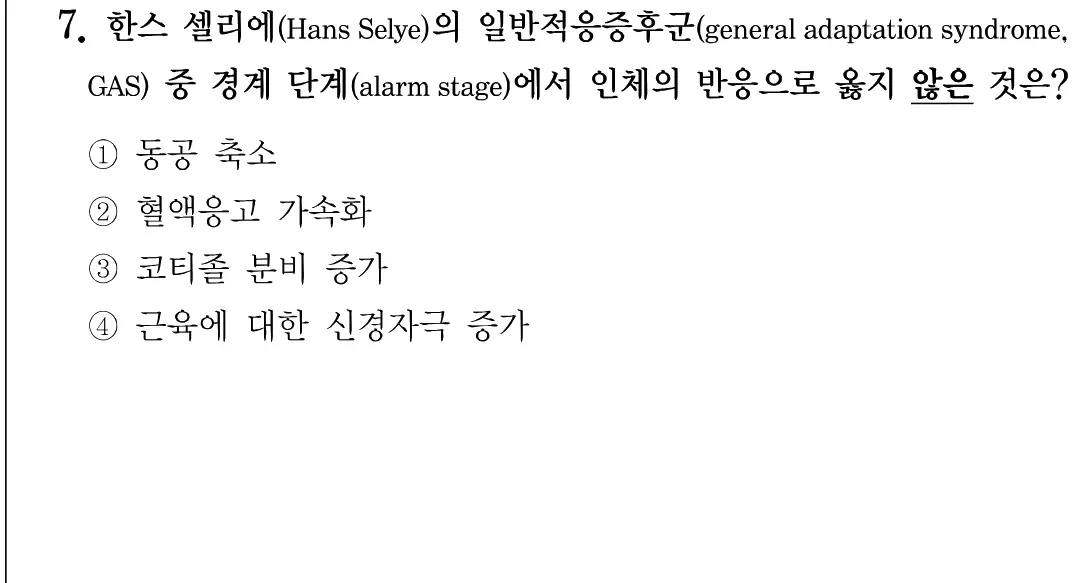 7. 한스 셀리에(Hans Selye)의 일반적응증후군(general adaptation syndrome,
GAS) 중 경계 단계(alarm stage)에서 인체의 반응으로 옳지 않은 것은?
① 동공 축소
② 혈액응고 가속화
③ 코티졸 분비 증가
④ 근육에 대한 신경자극 증가